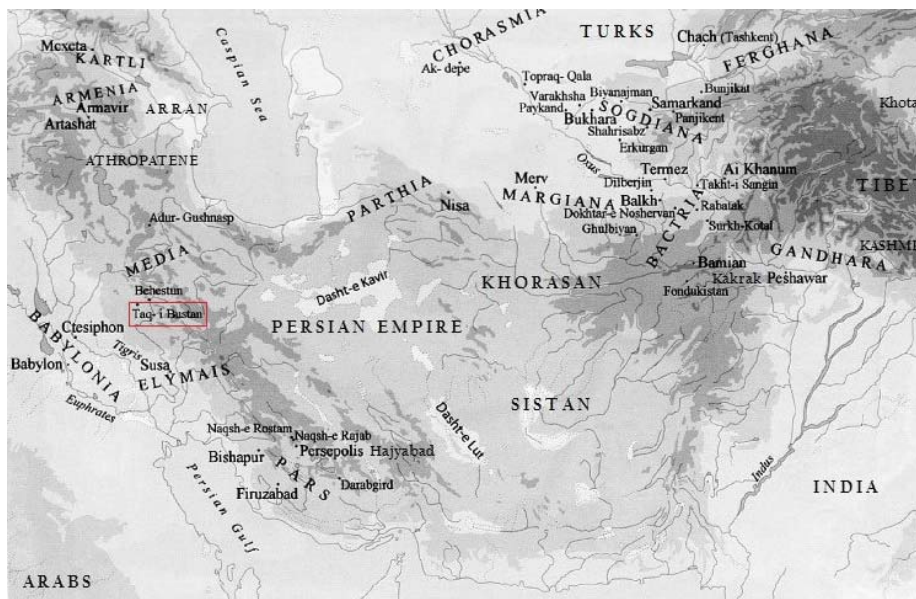 TURKS
CHORASMIA
Chach (Tashkent)
FERGHANA
Mcxeta
KARTLI
Caspian Sea
Ak- depe
Topraq- Qala
Bunjikat
Varakhsha
Biyanajman
Samarkand
Khota
ARMENIA
Armavir
ARRAN
Paykand
Bukhara
SOGDIANA
Panjikent
Artashat
Shahrisabz
Erkurgan
ATHROPATENE
Oxus
Termez
Ai Khanum
TIBET
PARTHIA
Nisa
Merv
Dilberjin
Takht-i Sangin
MARGIANA
Balkh
Rabatak
Adur- Gushnasp
Dokhtar-e Noshervan
Surkh-Kotal
Ghulbiyan
BACTRIA
GANDHARA
KASHMI
MEDIA
Bamian
Kakrak
Peshawar
Behestun
Dasht-e Kavir
KHORASAN
Fondukistan
Taq- i Bustan
BABYLONIA
Ctesiphon
PERSIAN EMPIRE
Tigris
Babylon
Susa
ELYMAIS
Euphrates
SISTAN
Dasht-e Lut
Naqsh-e Rostam
Naqsh-e Rajab
Bishapur
Persepolis
Hajyabad
PARS
Darabgird
Firuzabad
Persian Gulf
Indus
INDIA
ARABS